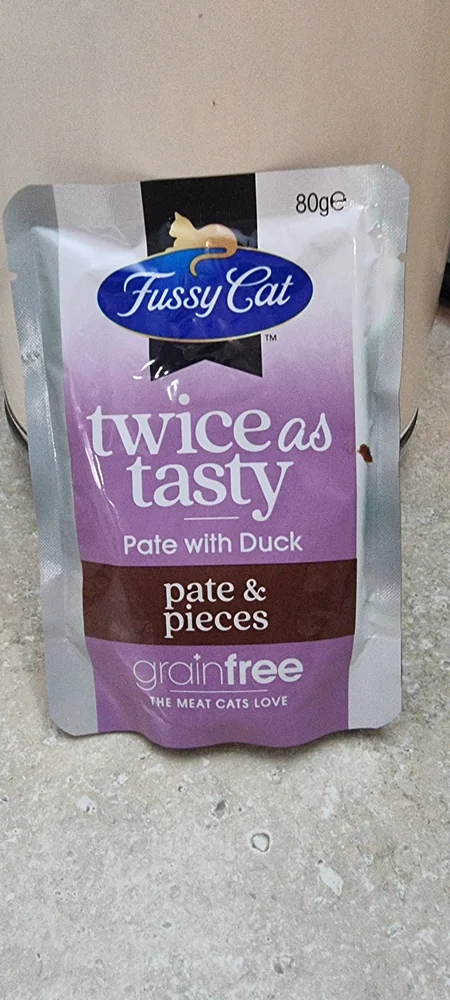 80g℮
Fussy Cat
™
twice as
tasty
Pate with Duck
pate &
pieces
grainfree
THE MEAT CATS LOVE